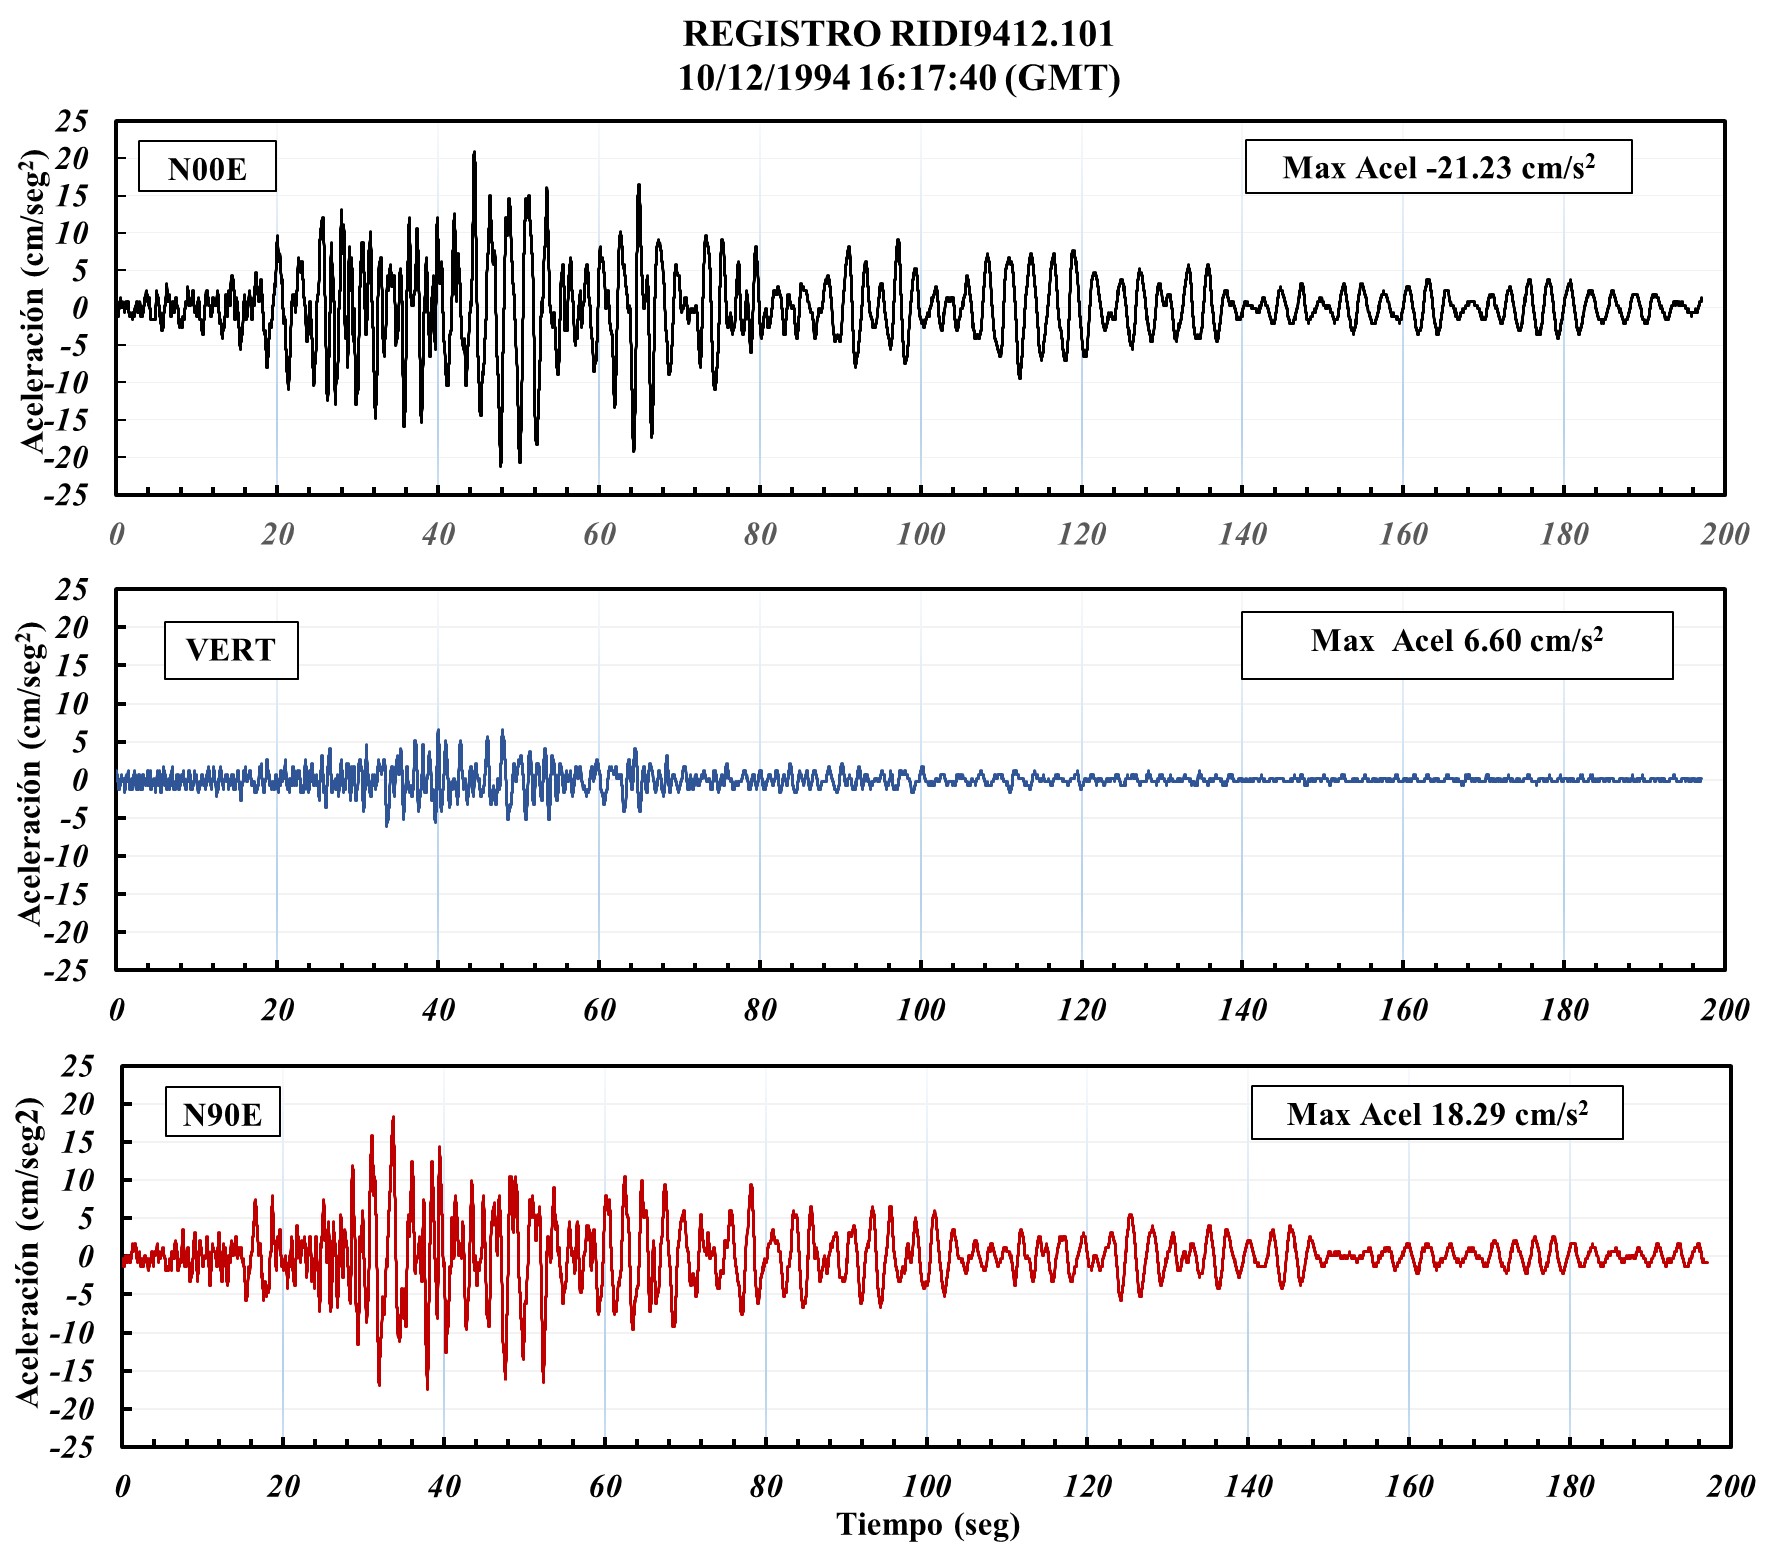 REGISTRO RIDI9412.101
10/12/1994 16:17:40 (GMT)
Aceleración (cm/seg²)
25
20
15
10
5
0
-5
-10
-15
-20
-25
N00E
Max Acel -21.23 cm/s²
0 20 40 60 80 100 120 140 160 180 200
Aceleración (cm/seg²)
25
20
15
10
5
0
-5
-10
-15
-20
-25
VERT
Max Acel 6.60 cm/s²
0 20 40 60 80 100 120 140 160 180 200
Aceleración (cm/seg2)
25
20
15
10
5
0
-5
-10
-15
-20
-25
N90E
Max Acel 18.29 cm/s²
0 20 40 60 80 100 120 140 160 180 200
Tiempo (seg)